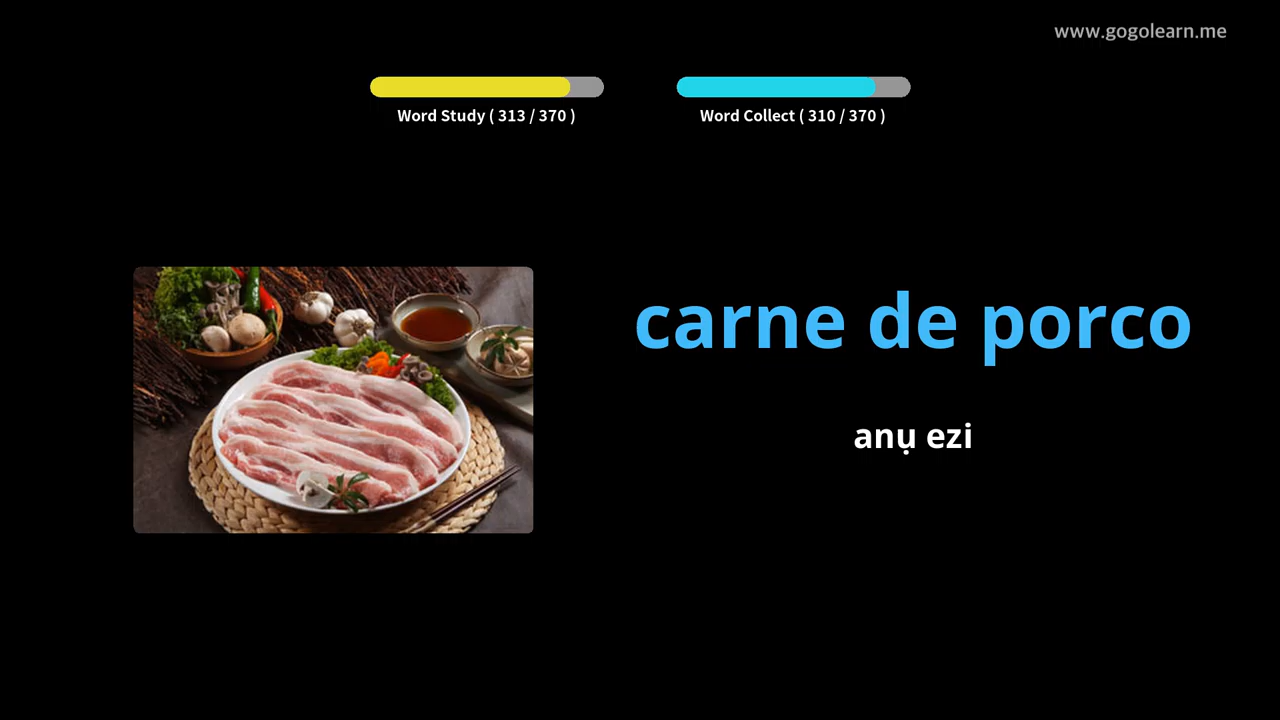 www.gogolearn.me
Word Study ( 313 / 370 )
Word Collect ( 310 / 370 )
carne de porco
anụ ezi